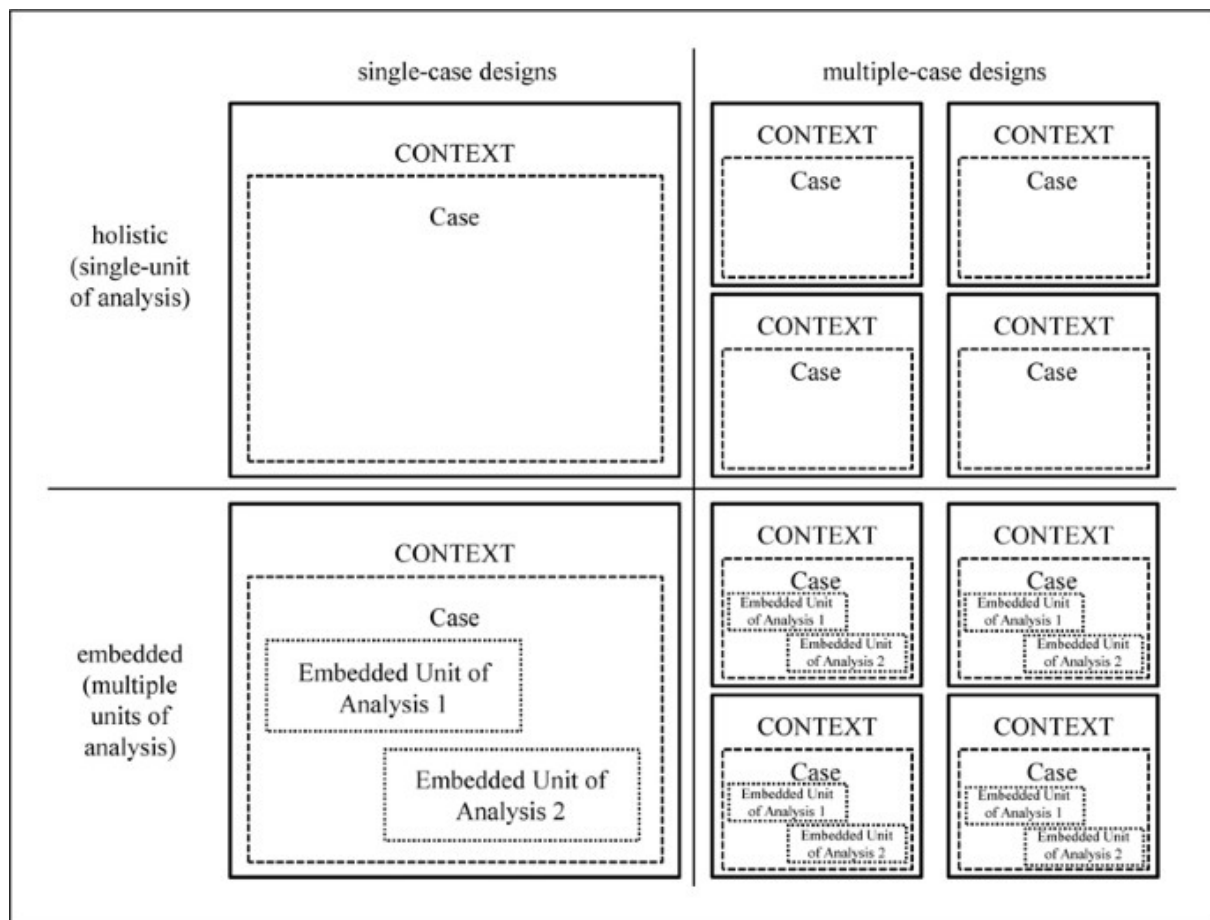 single-case designs
multiple-case designs
holistic
(single-unit
of analysis)
CONTEXT
Case
CONTEXT
Case
CONTEXT
Case
CONTEXT
Case
CONTEXT
Case
embedded
(multiple
units of
analysis)
CONTEXT
Case
Embedded Unit of
Analysis 1
Embedded Unit of
Analysis 2
CONTEXT
Case
Embedded Unit
of Analysis 1
Embedded Unit
of Analysis 2
CONTEXT
Case
Embedded Unit
of Analysis 1
Embedded Unit
of Analysis 2
CONTEXT
Case
Embedded Unit
of Analysis 1
Embedded Unit
of Analysis 2
CONTEXT
Case
Embedded Unit
of Analysis 1
Embedded Unit
of Analysis 2